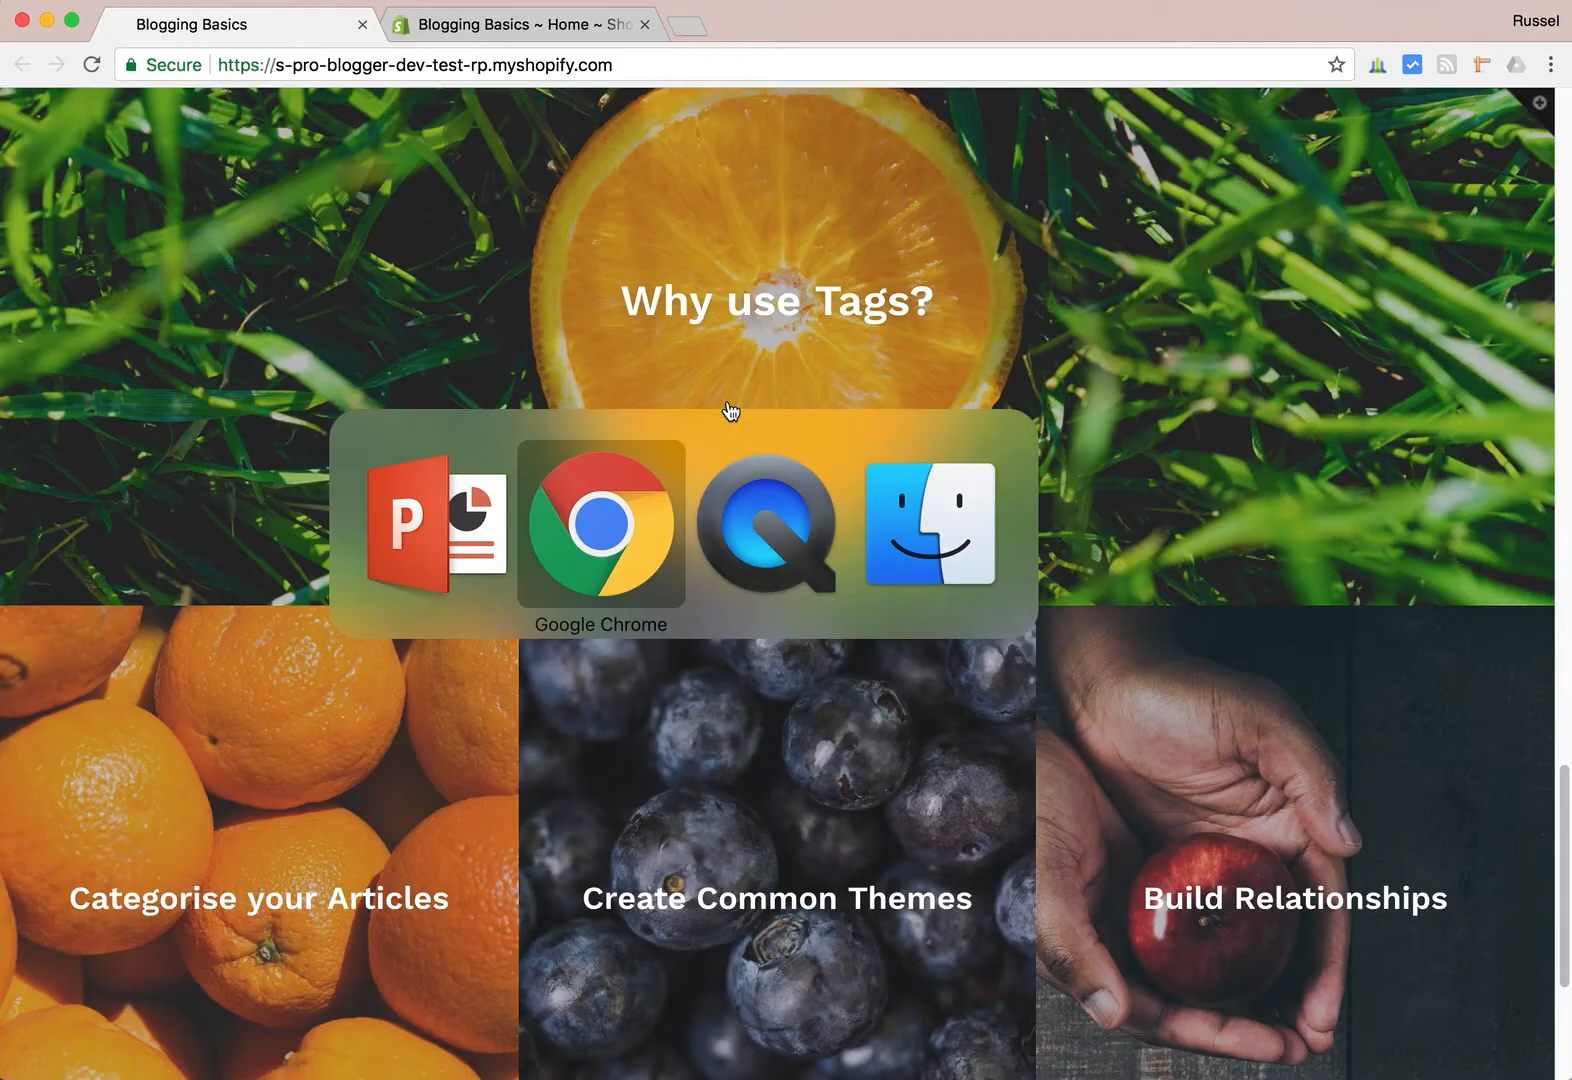 Blogging Basics
Blogging Basics ~ Home ~ Sho
Russel
Secure
https://s-pro-blogger-dev-test-rp.myshopify.com
Why use Tags?
P
Google Chrome
Categorise your Articles
Create Common Themes
Build Relationships